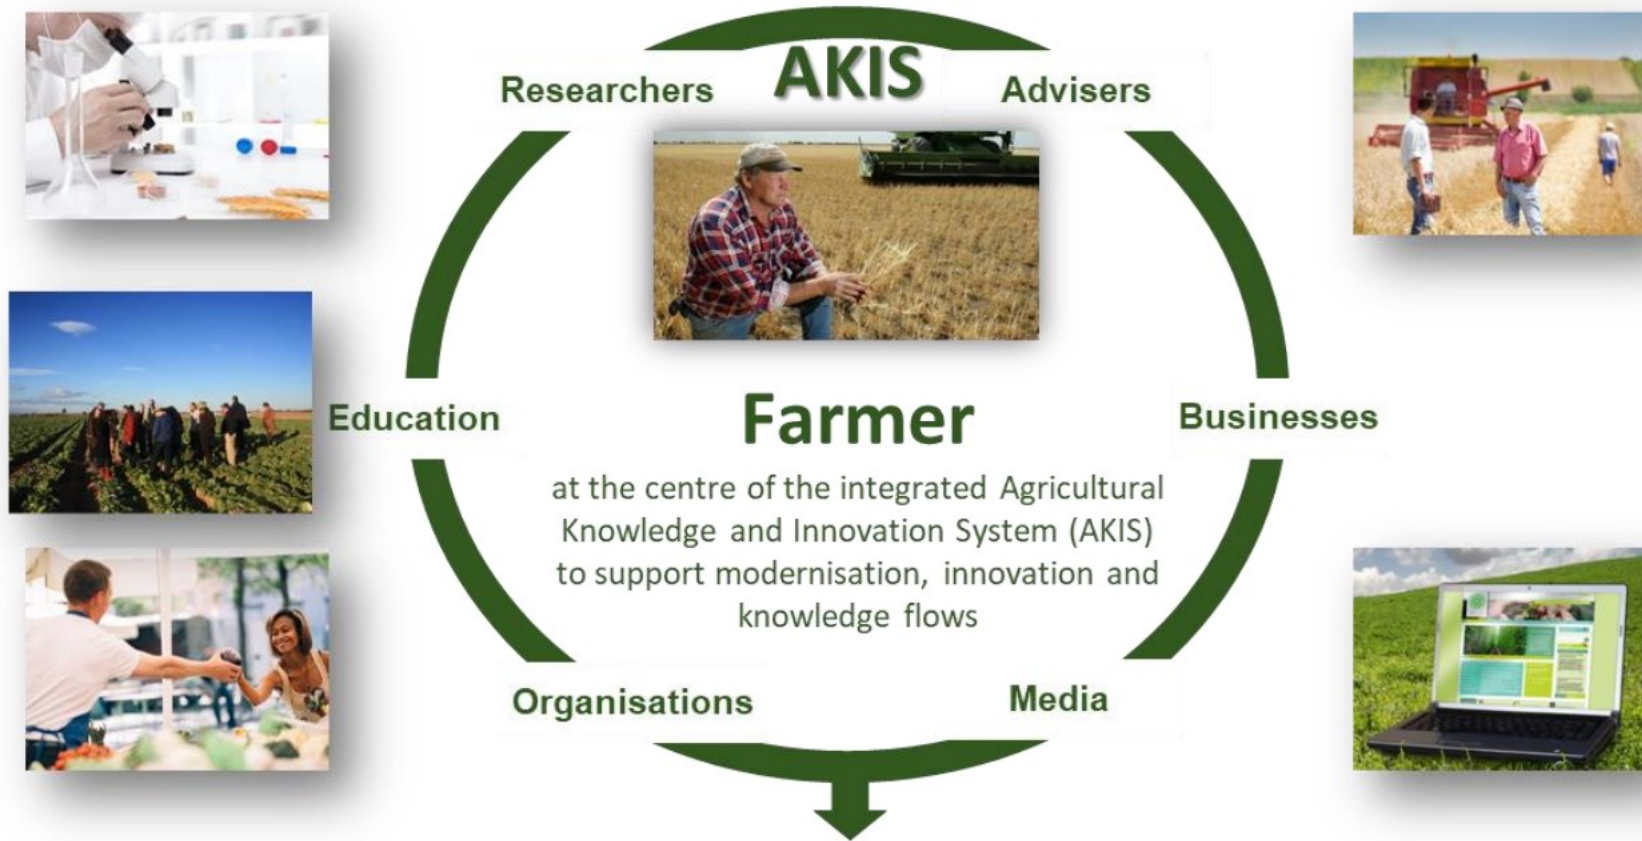 AKIS
Researchers
Advisers
Education
Farmer
Businesses
at the centre of the integrated Agricultural
Knowledge and Innovation System (AKIS)
to support modernisation, innovation and
knowledge flows
Organisations
Media